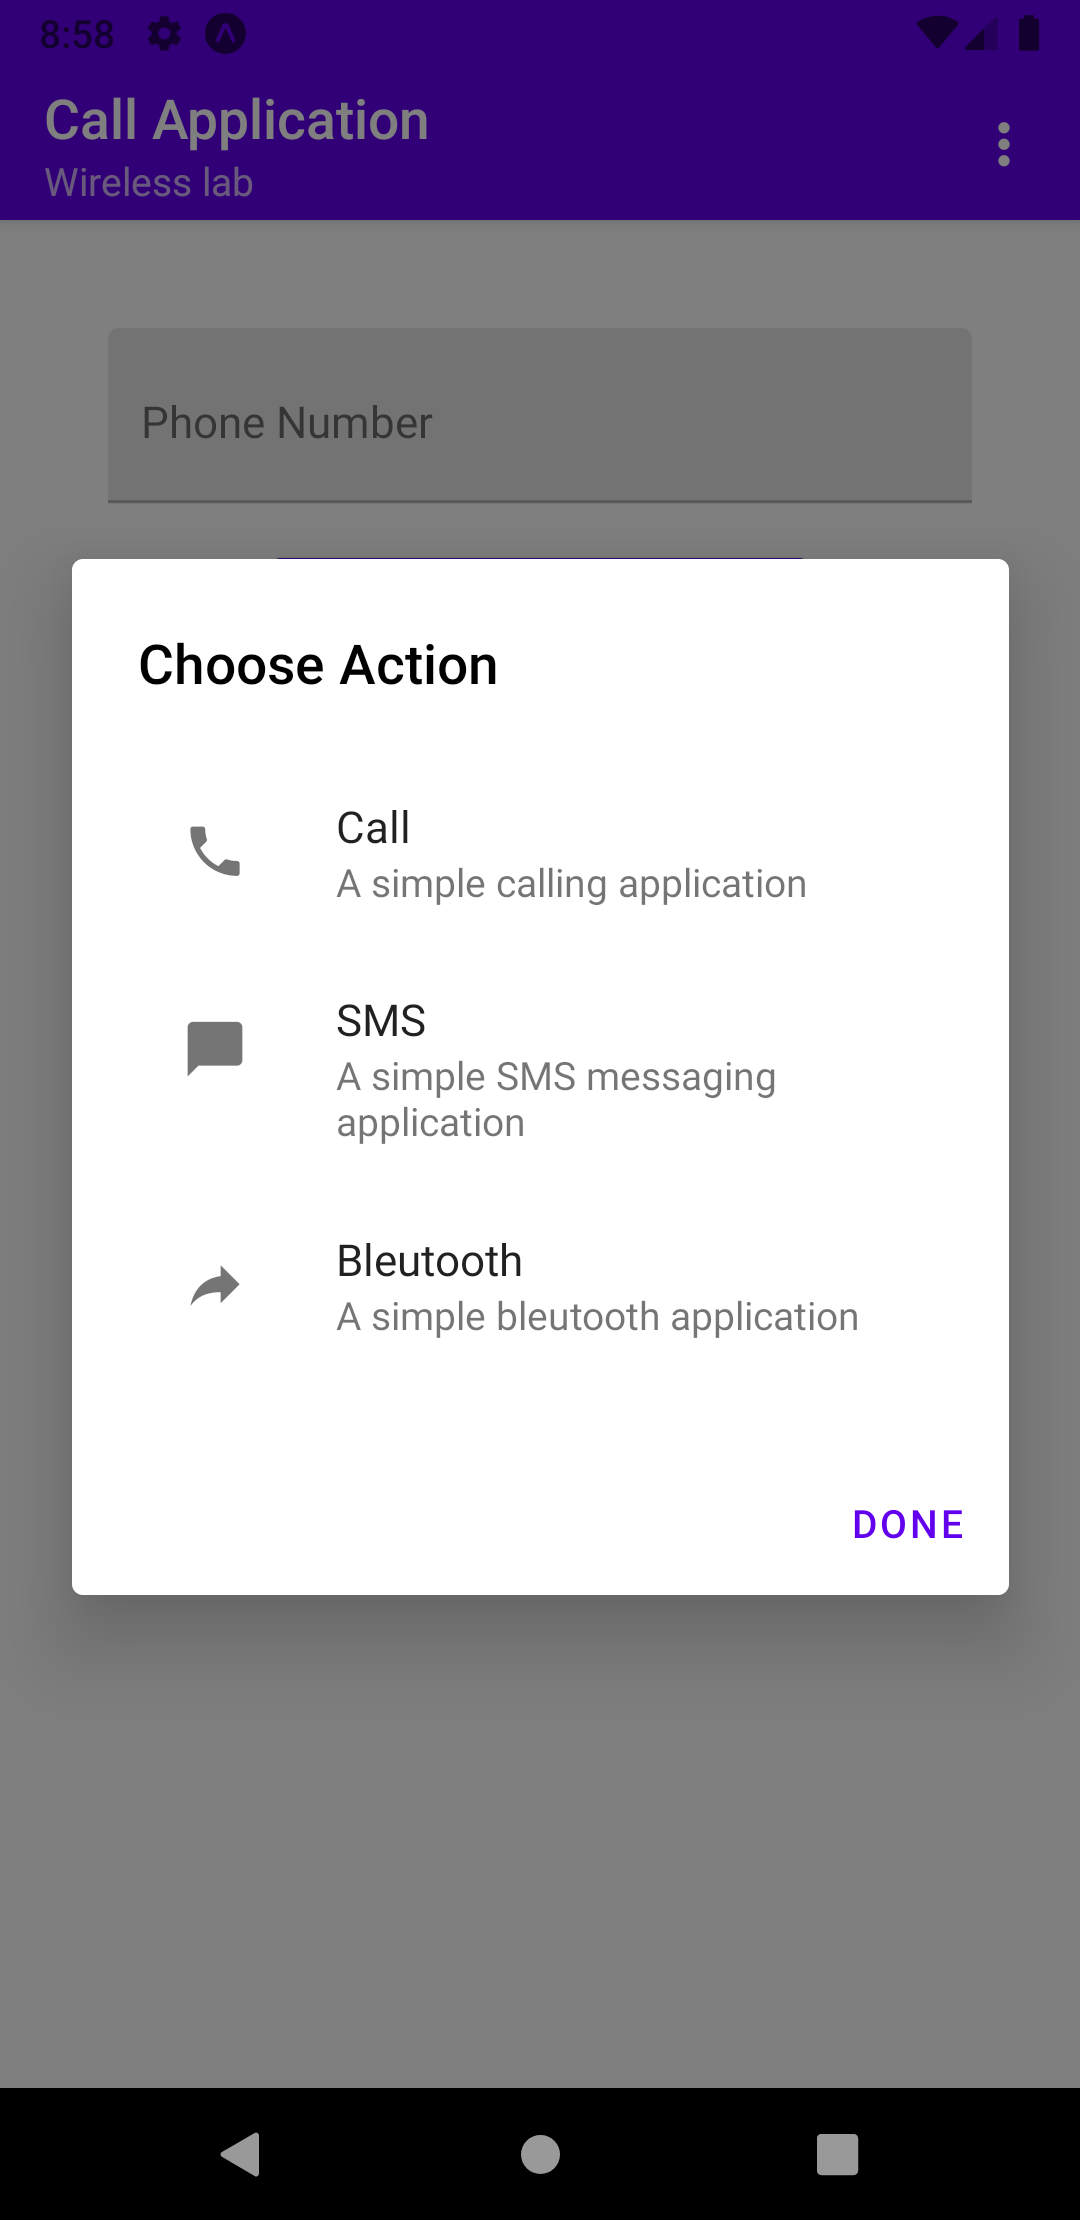 8:58
Call Application
Wireless lab
Phone Number
Choose Action
Call
A simple calling application
SMS
A simple SMS messaging
application
Bleutooth
A simple bleutooth application
DONE